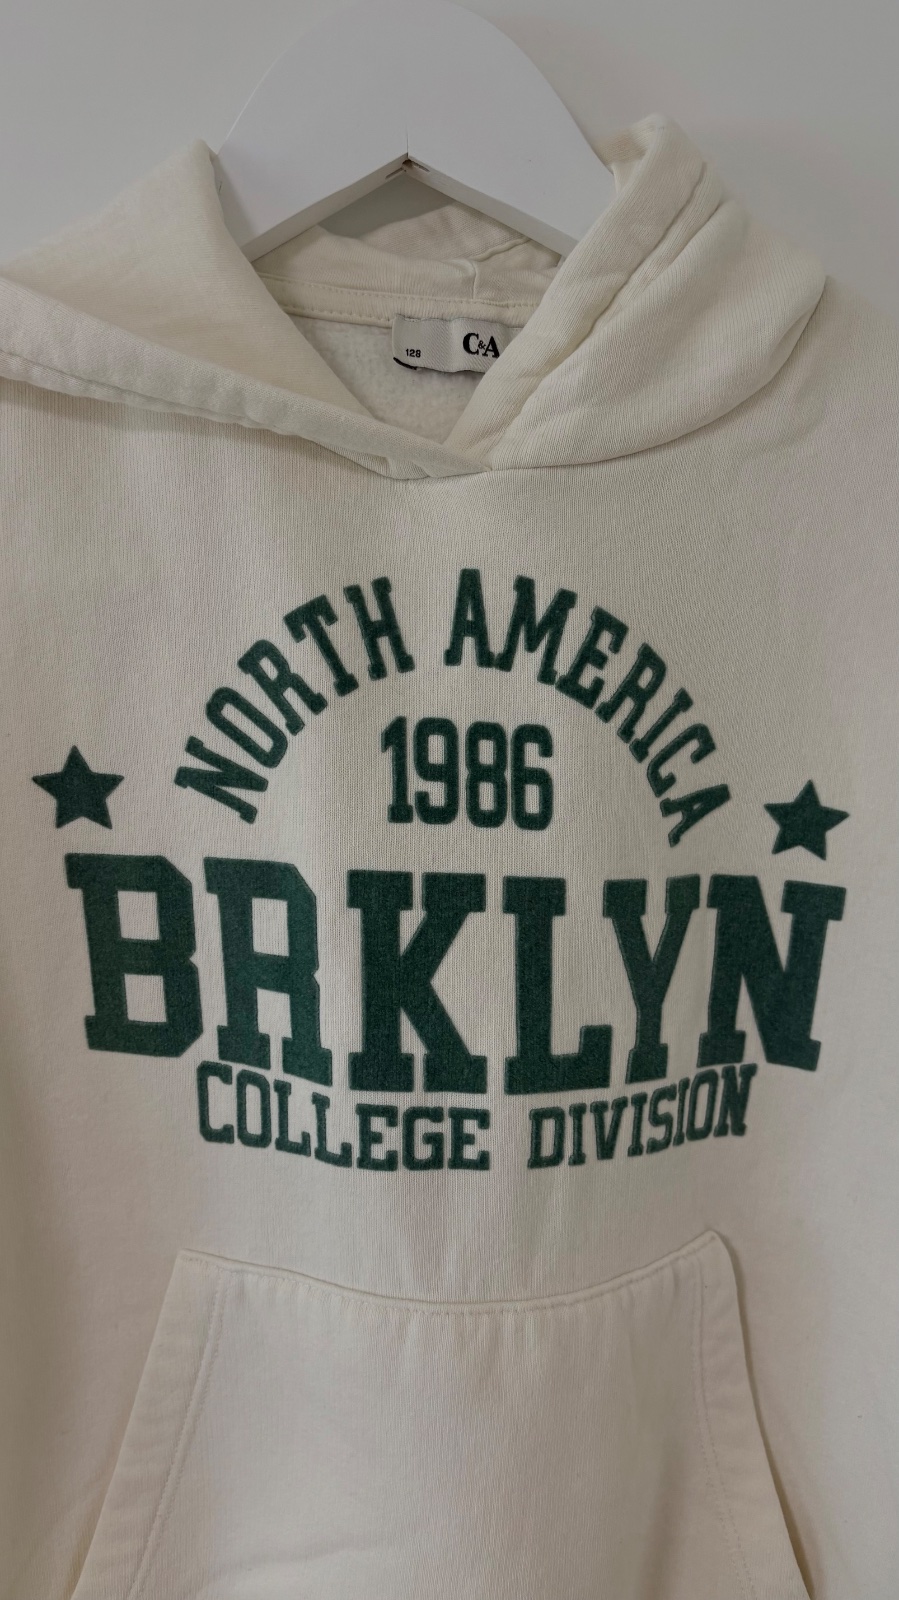 128
C&A
NORTH AMERICA
1986
BRKLYN
COLLEGE DIVISION